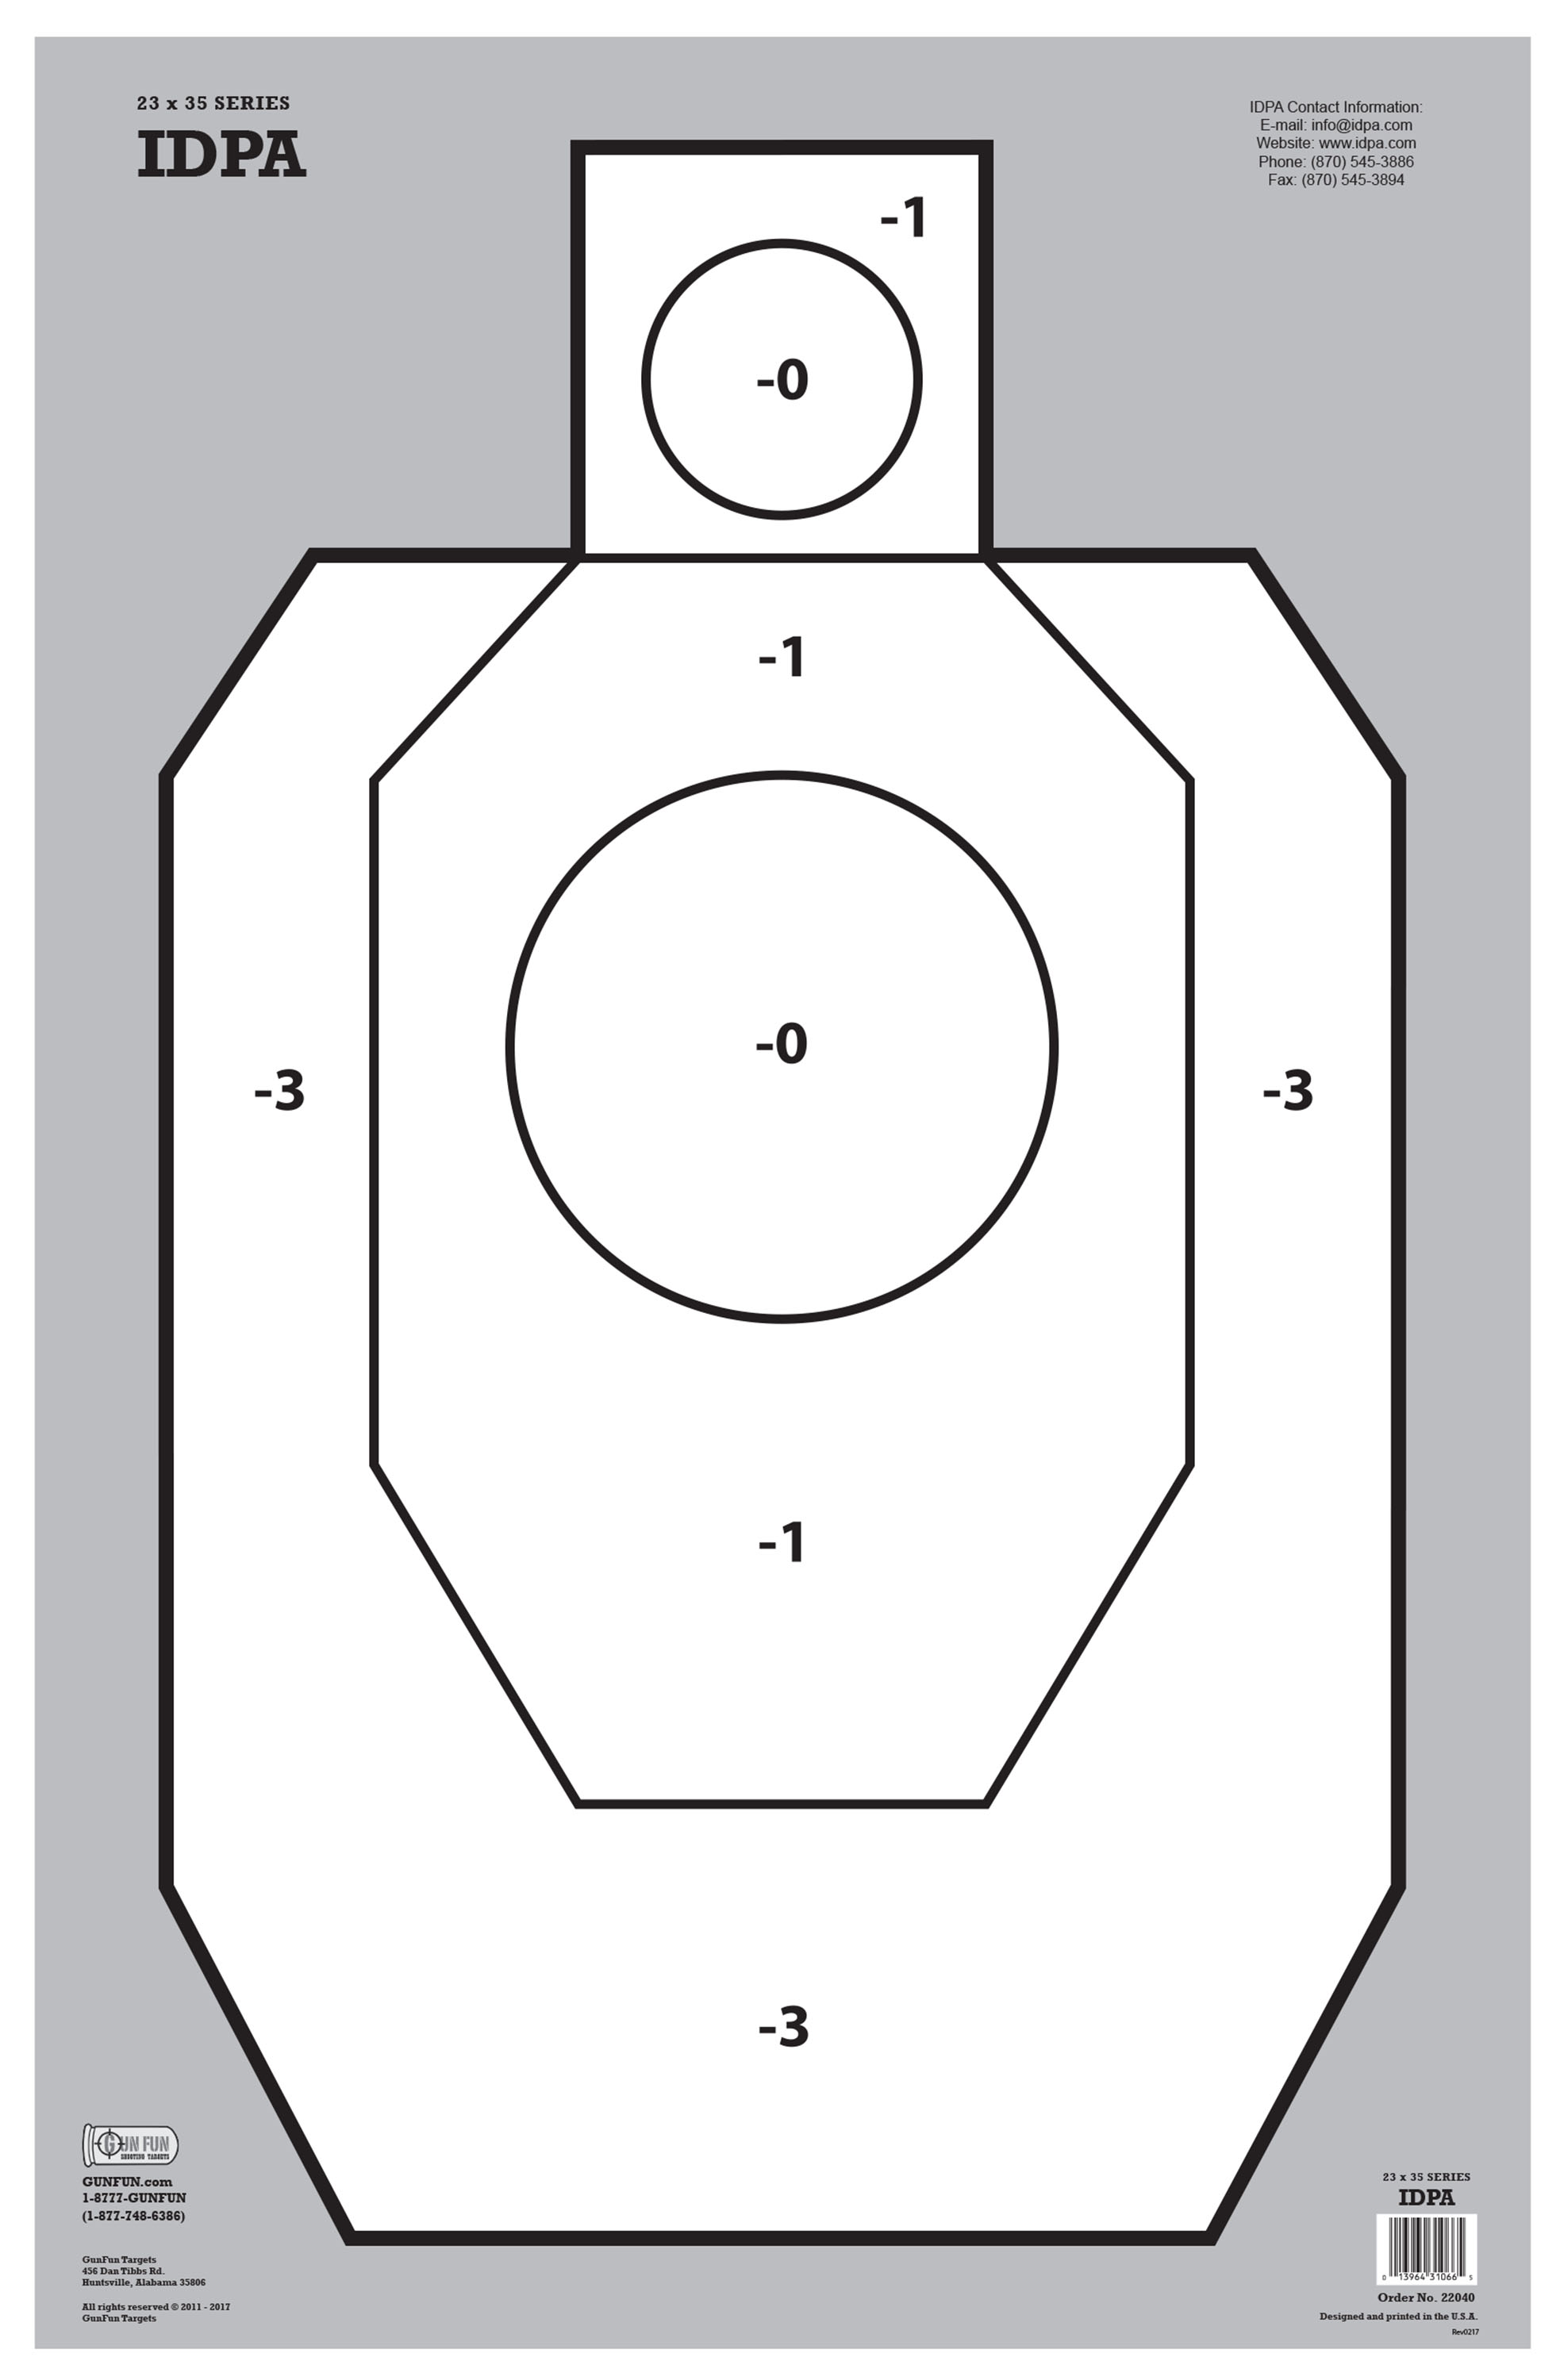 23 x 35 SERIES
IDPA
IDPA Contact Information:
E-mail: info@idpa.com
Website: www.idpa.com
Phone: (870) 545-3886
Fax: (870) 545-3894
-1
-0
-1
-0
-3
-3
-1
-3
GUN FUN
SHOOTING TARGETS
GUNFUN.com
1-8777-GUNFUN
(1-877-748-6386)
GunFun Targets
456 Dan Tibbs Rd.
Huntsville, Alabama 35806
All rights reserved © 2011 - 2017
GunFun Targets
23 x 35 SERIES
IDPA
0 13964 31066 5
Order No. 22040
Designed and printed in the U.S.A.
Rev0217